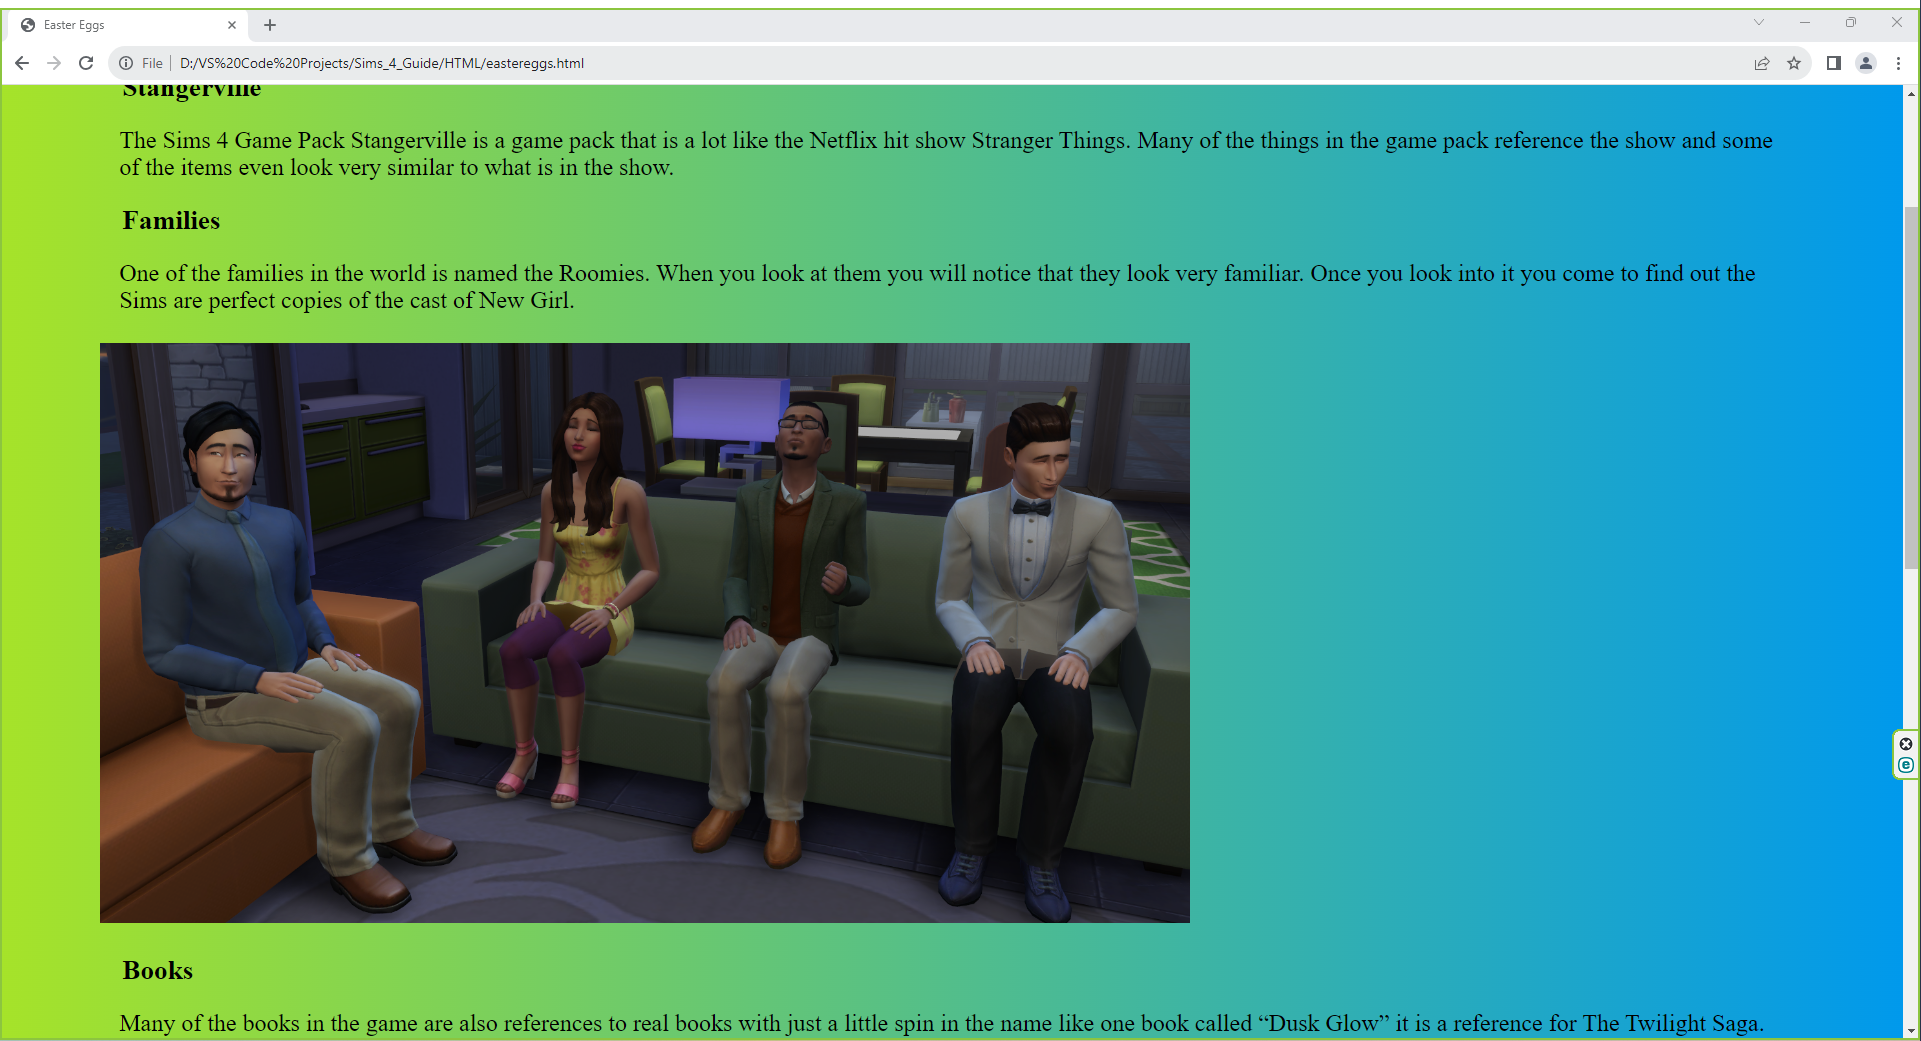 Easter Eggs
File
D:/VS%20Code%20Projects/Sims_4_Guide/HTML/eastereggs.html
Stangerville
The Sims 4 Game Pack Stangerville is a game pack that is a lot like the Netflix hit show Stranger Things. Many of the things in the game pack reference the show and some
of the items even look very similar to what is in the show.
Families
One of the families in the world is named the Roomies. When you look at them you will notice that they look very familiar. Once you look into it you come to find out the
Sims are perfect copies of the cast of New Girl.
Books
Many of the books in the game are also references to real books with just a little spin in the name like one book called “Dusk Glow” it is a reference for The Twilight Saga.